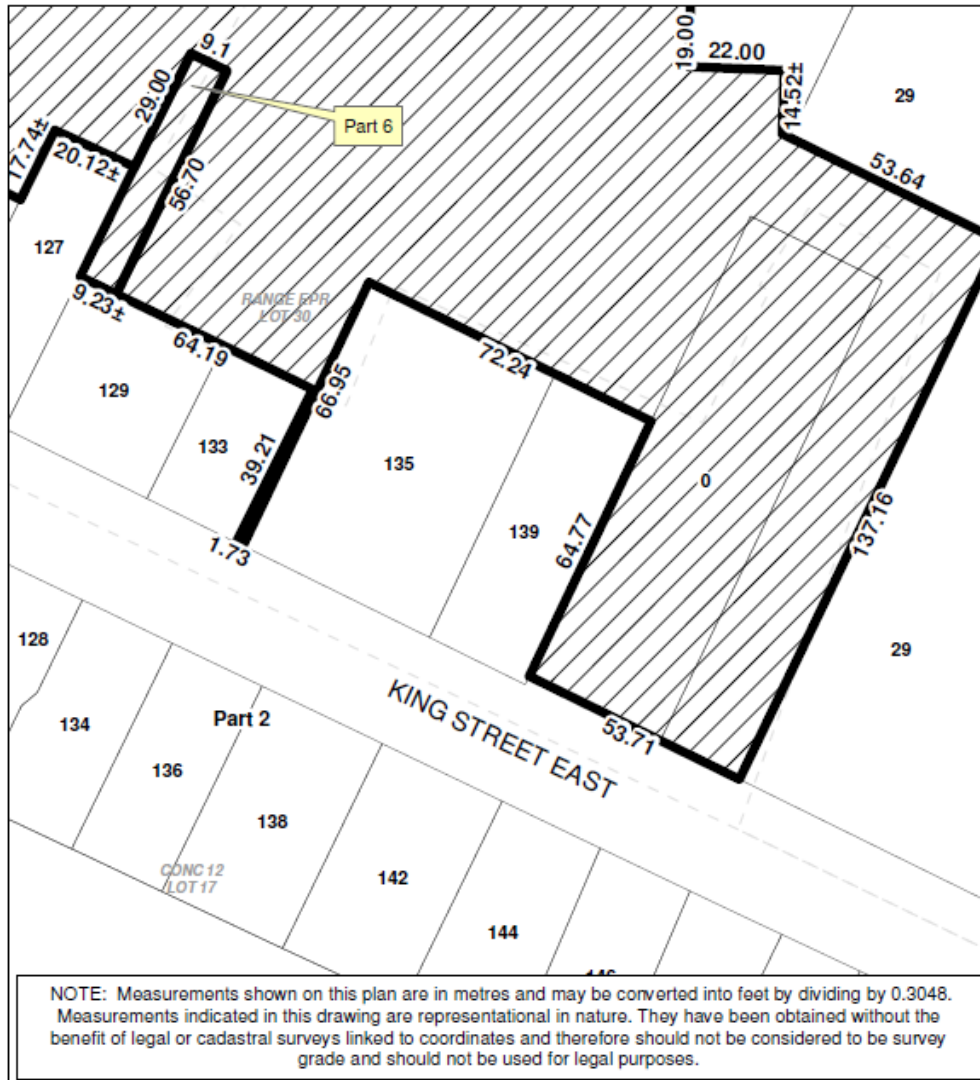 19.00
22.00
14.52±
29
9.1
29.00
Part 6
17.74±
20.12±
56.70
53.64
127
9.23±
RANGE EPR
LOT 30
64.19
72.24
66.95
129
133
39.21
135
0
139
64.77
137.16
1.73
128
29
134
Part 2
KING STREET EAST
53.71
136
138
CONC 12
LOT 17
142
144
NOTE: Measurements shown on this plan are in metres and may be converted into feet by dividing by 0.3048.
Measurements indicated in this drawing are representational in nature. They have been obtained without the
benefit of legal or cadastral surveys linked to coordinates and therefore should not be considered to be survey
grade and should not be used for legal purposes.